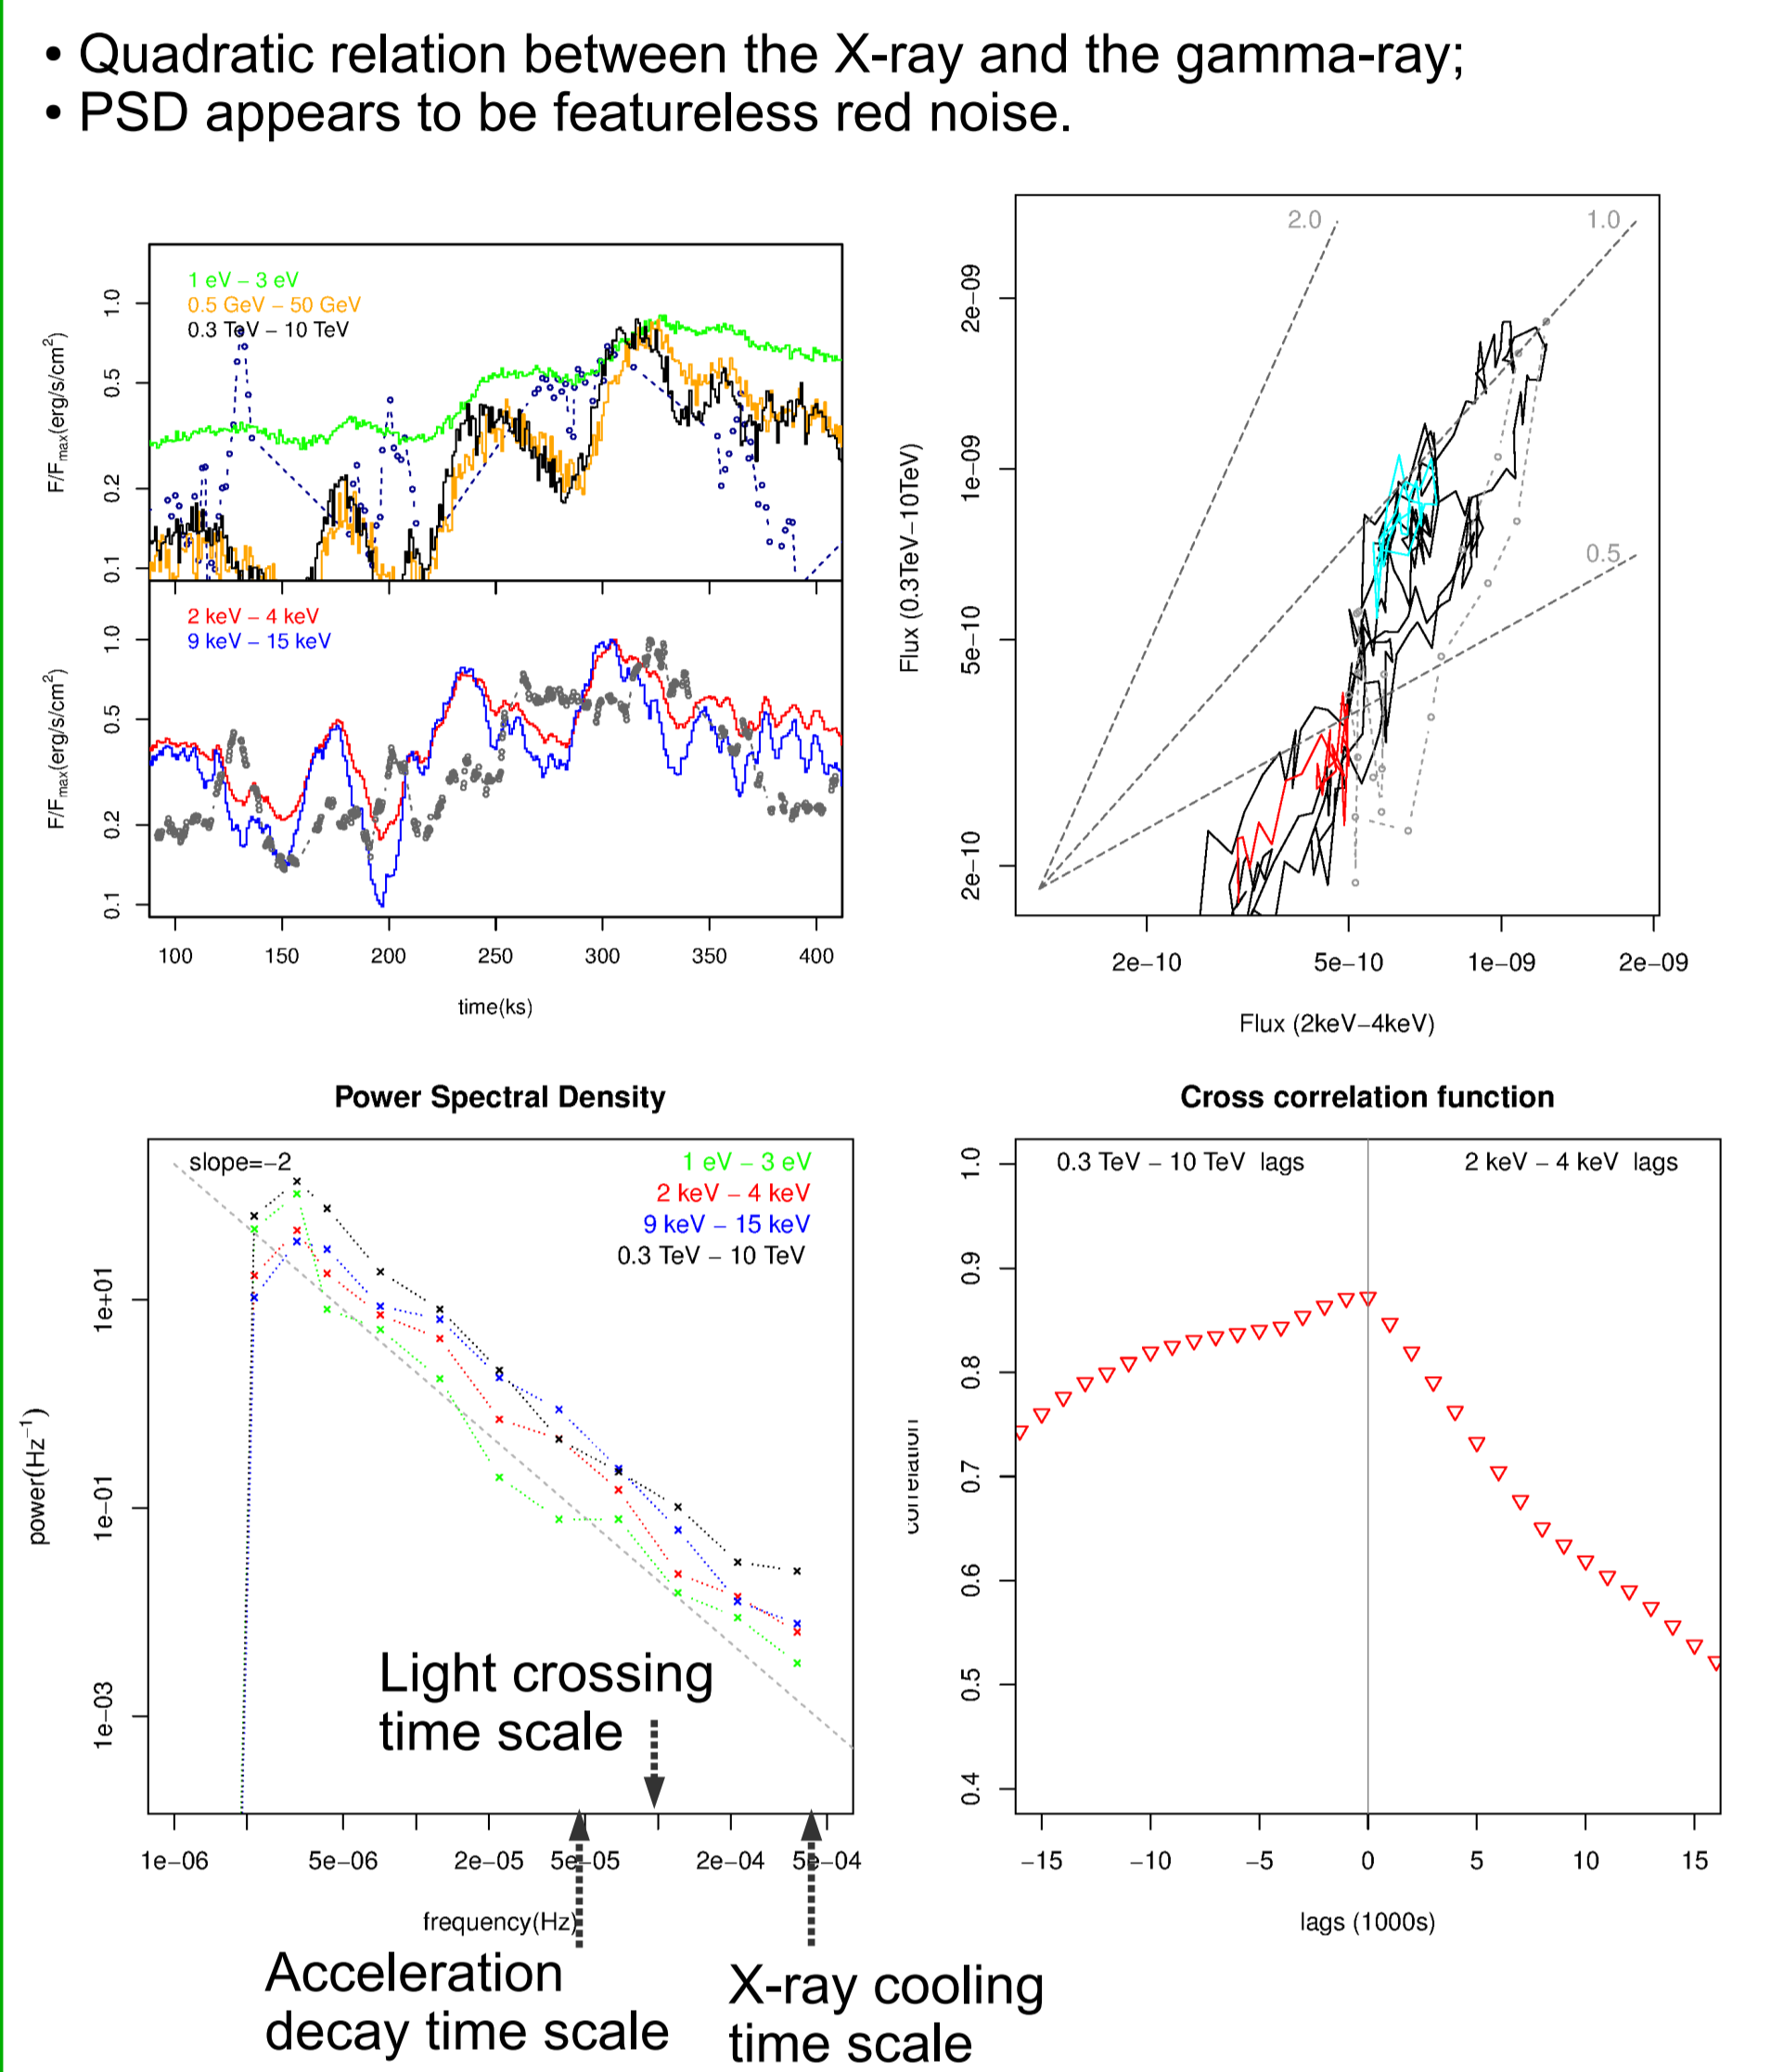 • Quadratic relation between the X-ray and the gamma-ray;
• PSD appears to be featureless red noise.
1 eV – 3 eV
0.5 GeV – 50 GeV
0.3 TeV – 10 TeV
F/Fmax(erg/s/cm²)
1.0
0.5
0.2
0.1
2 keV – 4 keV
9 keV – 15 keV
F/Fmax(erg/s/cm²)
1.0
0.5
0.2
0.1
100 150 200 250 300 350 400
time(ks)
2.0 1.0
0.5
Flux (0.3TeV–10TeV)
2e–09
1e–09
5e–10
2e–10
2e–10 5e–10 1e–09 2e–09
Flux (2keV–4keV)
Power Spectral Density
slope=–2
1 eV – 3 eV
2 keV – 4 keV
9 keV – 15 keV
0.3 TeV – 10 TeV
power(Hz⁻¹)
1e+01
1e–01
1e–03
Light crossing
time scale
1e–06 5e–06 2e–05 5e–05 2e–04 5e–04
frequency(Hz)
Acceleration
decay time scale
X-ray cooling
time scale
Cross correlation function
0.3 TeV – 10 TeV lags 2 keV – 4 keV lags
correlation
1.0
0.9
0.8
0.7
0.6
0.5
0.4
–15 –10 –5 0 5 10 15
lags (1000s)